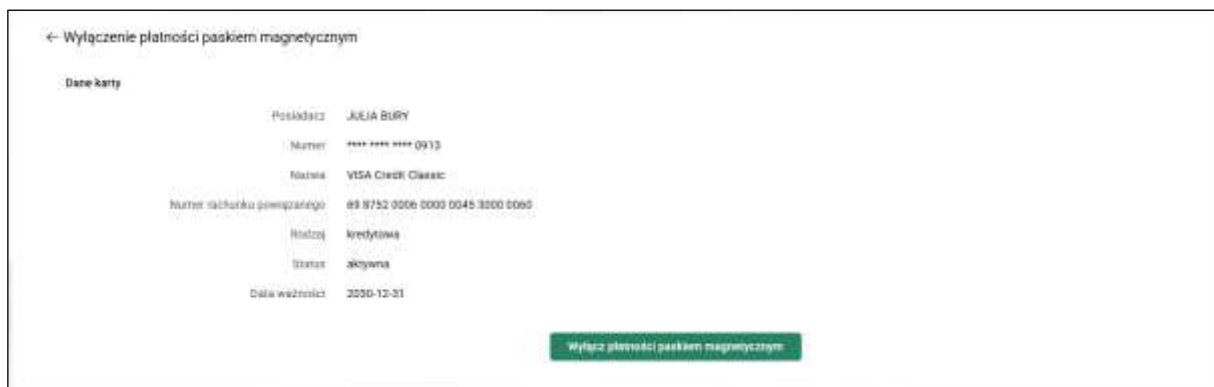 ← Wyłączenie płatności paskiem magnetycznym
Dane karty
Posiadacz JULIA BURY
Numer **** **** **** 0913
Nazwa VISA Credit Classic
Numer rachunku powiązanego 69 8752 0006 0000 0045 3000 0060
Rodzaj kredytowa
Status aktywna
Data ważności 2030-12-31
Wyłącz płatności paskiem magnetycznym